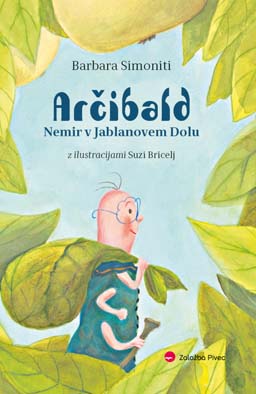 Barbara Simoniti
Arčibald
Nemir v Jablanovem Dolu
z ilustracijami Suzi Bricelj
Založba Pivec